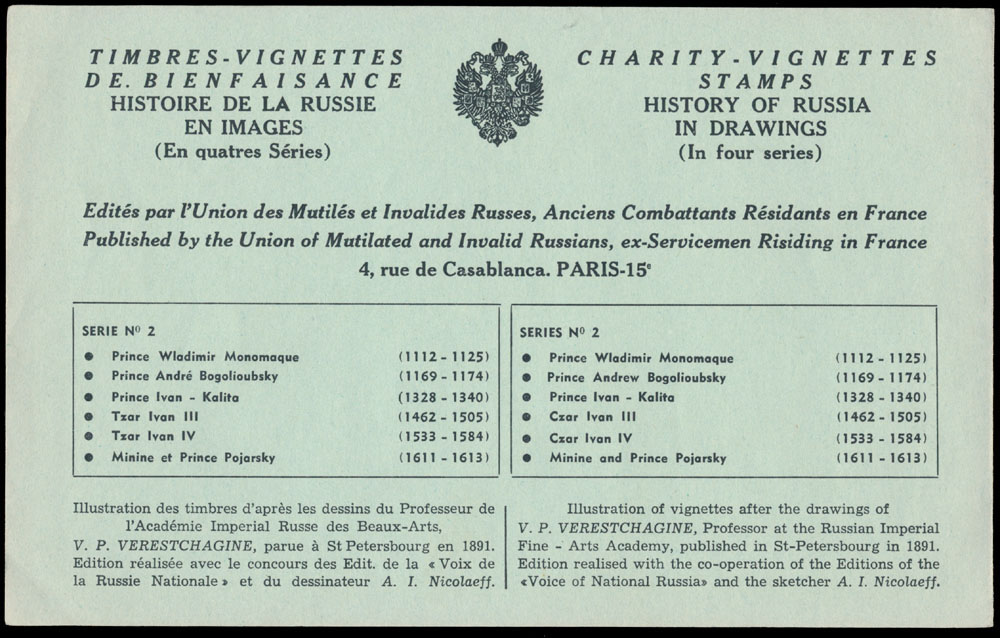 TIMBRES-VIGNETTES
DE. BIENFAISANCE
HISTOIRE DE LA RUSSIE
EN IMAGES
(En quatres Séries)
CHARITY-VIGNETTES
STAMPS
HISTORY OF RUSSIA
IN DRAWINGS
(In four series)
Edités par l'Union des Mutilés et Invalides Russes, Anciens Combattants Résidants en France
Published by the Union of Mutilated and Invalid Russians, ex-Servicemen Risiding in France
4, rue de Casablanca. PARIS-15e
SERIE No 2
● Prince Wladimir Monomaque (1112 - 1125)
● Prince André Bogolioubsky (1169 - 1174)
● Prince Ivan - Kalita (1328 - 1340)
● Tzar Ivan III (1462 - 1505)
● Tzar Ivan IV (1533 - 1584)
● Minine et Prince Pojarsky (1611 - 1613)
SERIES No 2
● Prince Wladimir Monomaque (1112 - 1125)
● Prince Andrew Bogolioubsky (1169 - 1174)
● Prince Ivan - Kalita (1328 - 1340)
● Czar Ivan III (1462 - 1505)
● Czar Ivan IV (1533 - 1584)
● Minine and Prince Pojarsky (1611 - 1613)
Illustration des timbres d'après les dessins du Professeur de
l'Académie Imperial Russe des Beaux-Arts,
V. P. VERESTCHAGINE, parue à St Petersbourg en 1891.
Edition réalisée avec le concours des Edit. de la « Voix de
la Russie Nationale » et du dessinateur A. I. Nicolaeff.
Illustration of vignettes after the drawings of
V. P. VERESTCHAGINE, Professor at the Russian Imperial
Fine - Arts Academy, published in St-Petersbourg in 1891.
Edition realised with the co-operation of the Editions of the
«Voice of National Russia» and the sketcher A. I. Nicolaeff.